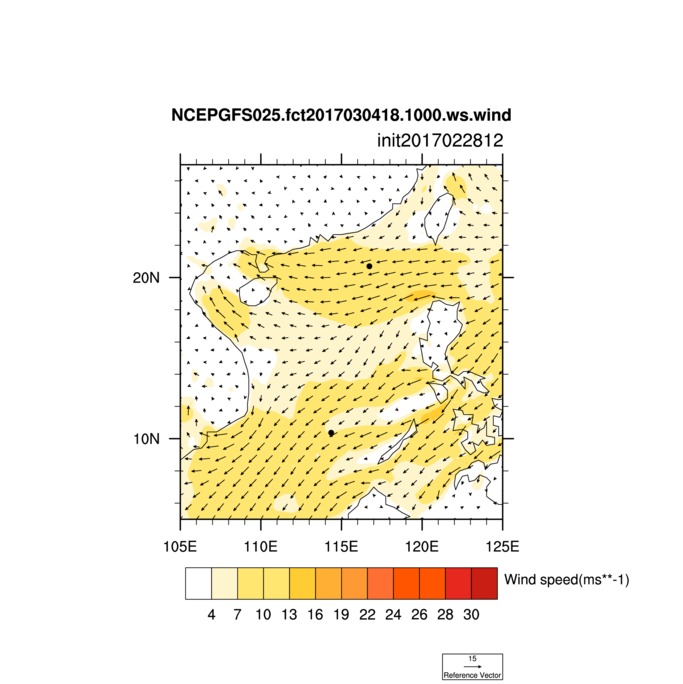 NCEPGFS025.fct2017030418.1000.ws.wind
init2017022812
20N
10N
105E 110E 115E 120E 125E
Wind speed(ms**-1)
4 7 10 13 16 19 22 24 26 28 30
15
Reference Vector